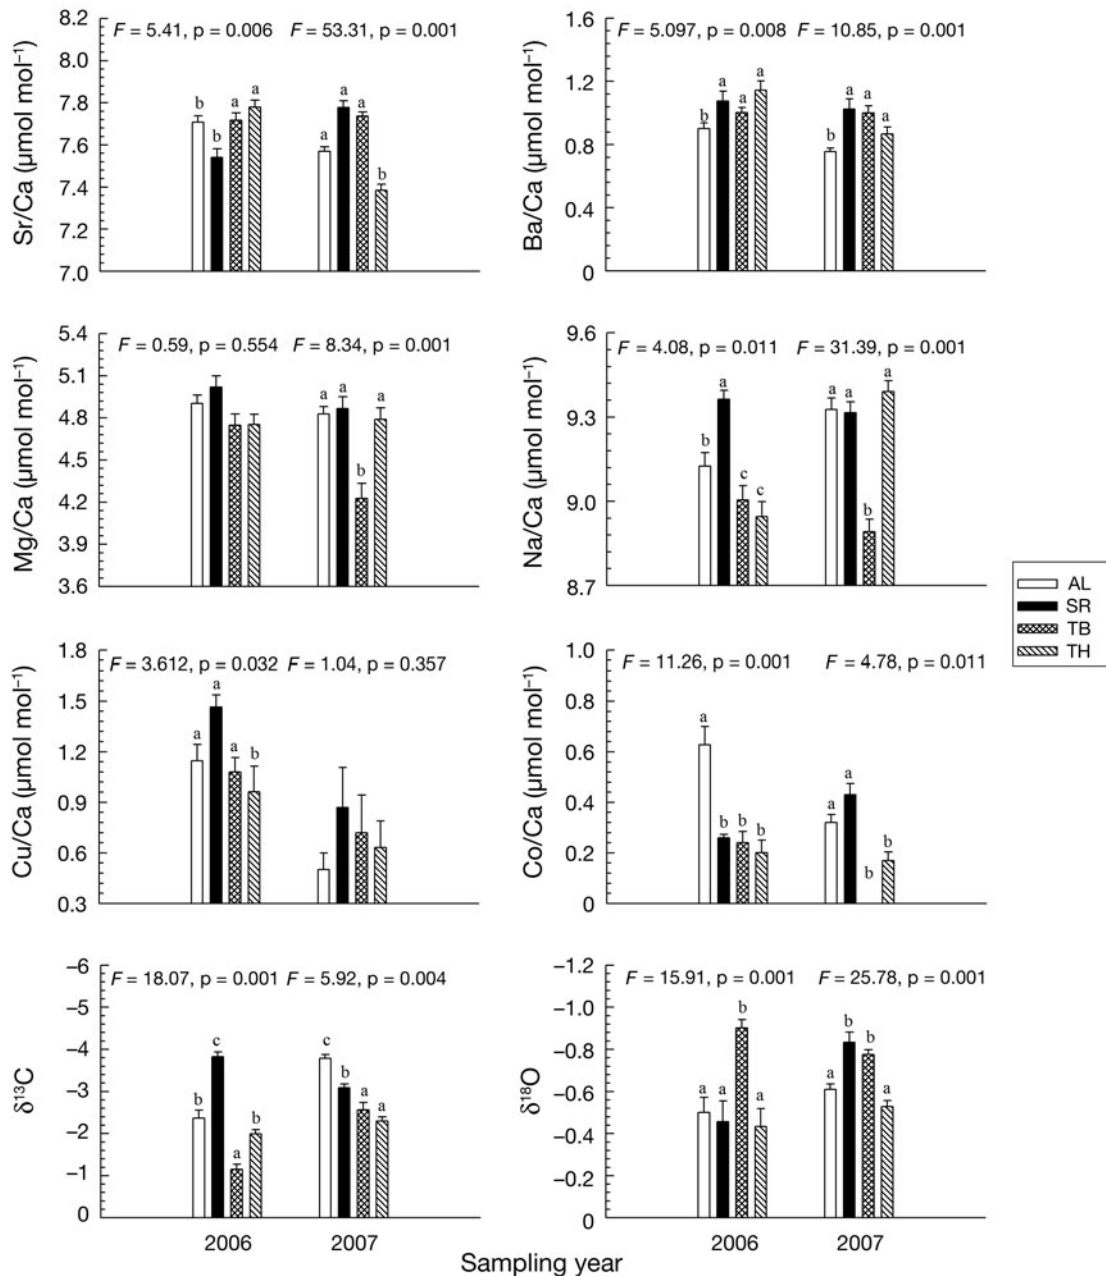 8.2
8.0
7.8
7.6
7.4
7.2
7.0
Sr/Ca (µmol mol⁻¹)
F = 5.41, p = 0.006
F = 53.31, p = 0.001
b
b
a
a
a
a
a
b
1.6
1.2
0.8
0.4
0
Ba/Ca (µmol mol⁻¹)
F = 5.097, p = 0.008
F = 10.85, p = 0.001
b
a
a
a
b
a
a
a
5.4
5.1
4.8
4.5
4.2
3.9
3.6
Mg/Ca (µmol mol⁻¹)
F = 0.59, p = 0.554
F = 8.34, p = 0.001
a
a
b
a
9.6
9.3
9.0
8.7
Na/Ca (µmol mol⁻¹)
F = 4.08, p = 0.011
F = 31.39, p = 0.001
b
a
c
c
a
a
b
a
AL
SR
TB
TH
1.8
1.5
1.2
0.9
0.6
0.3
Cu/Ca (µmol mol⁻¹)
F = 3.612, p = 0.032
F = 1.04, p = 0.357
a
a
a
b
1.0
0.8
0.6
0.4
0.2
0
Co/Ca (µmol mol⁻¹)
F = 11.26, p = 0.001
F = 4.78, p = 0.011
a
b
b
b
a
a
b
b
−6
−5
−4
−3
−2
−1
0
δ¹³C
F = 18.07, p = 0.001
F = 5.92, p = 0.004
b
c
a
b
c
b
a
a
2006
2007
−1.2
−1.0
−0.8
−0.6
−0.4
−0.2
0
δ¹⁸O
F = 15.91, p = 0.001
F = 25.78, p = 0.001
a
a
b
a
a
b
b
a
2006
2007
Sampling year